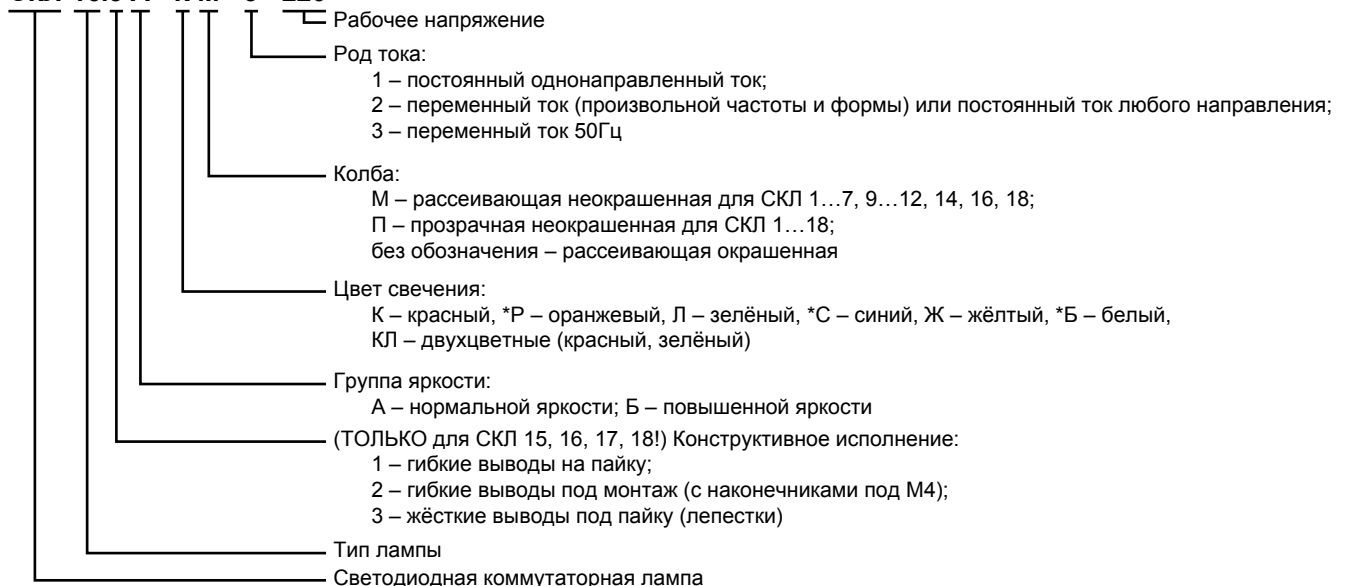 Рабочее напряжение
Род тока:
1 – постоянный однонаправленный ток;
2 – переменный ток (произвольной частоты и формы) или постоянный ток любого направления;
3 – переменный ток 50Гц
Колба:
М – рассеивающая неокрашенная для СКЛ 1…7, 9…12, 14, 16, 18;
П – прозрачная неокрашенная для СКЛ 1…18;
без обозначения – рассеивающая окрашенная
Цвет свечения:
К – красный, *Р – оранжевый, Л – зелёный, *С – синий, Ж – жёлтый, *Б – белый,
КЛ – двухцветные (красный, зелёный)
Группа яркости:
А – нормальной яркости; Б – повышенной яркости
(ТОЛЬКО для СКЛ 15, 16, 17, 18!) Конструктивное исполнение:
1 – гибкие выводы на пайку;
2 – гибкие выводы под монтаж (с наконечниками под М4);
3 – жёсткие выводы под пайку (лепестки)
Тип лампы
Светодиодная коммутаторная лампа